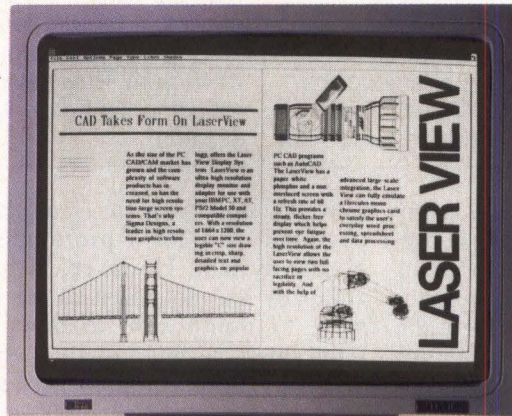 File Edit Options Page Type Lines Shades
CAD Takes Form On LaserView
As the size of the PC
CAD/CAM market has
grown and the com-
plexity of software
products has in-
creased, so has the
need for high resolu-
tion large screen sys-
tems. That's why
Sigma Designs, a
leader in high resolu-
tion graphics techno-
logy, offers the Laser
View Display Sys-
tem. LaserView is an
ultra high resolution
display monitor and
adapter for use with
your IBM PC, XT, AT,
PS/2 Model 30 and
compatible comput-
ers. With a resolution
of 1664 x 1200, the
user can now view a
legible "C" size draw-
ing in crisp, sharp,
detailed text and
graphics on popular
PC CAD programs
such as AutoCAD.
The LaserView has a
paper white
phosphor and a non
interlaced screen with
a refresh rate of 60
Hz. This provides a
steady, flicker free
display which helps
prevent eye fatigue
over time. Again, the
high resolution of the
LaserView allows the
user to view two full
facing pages with no
sacrifice in
legibility. And
with the help of
advanced large-scale
integration, the Laser
View can fully emulate
a Hercules mono-
chrome graphics card
to satisfy the user's
everyday word proc-
essing, spreadsheet
and data processing
LASER VIEW